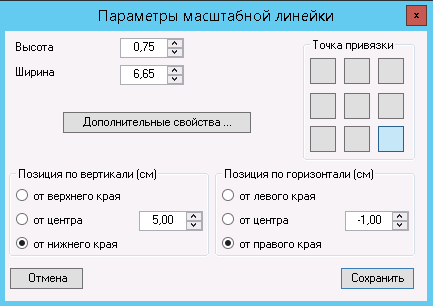 Параметры масштабной линейки
x
Высота 0,75
Ширина 6,65
Точка привязки
Дополнительные свойства ...
Позиция по вертикали (см)
от верхнего края
от центра 5,00
от нижнего края
Позиция по горизонтали (см)
от левого края
от центра -1,00
от правого края
Отмена
Сохранить